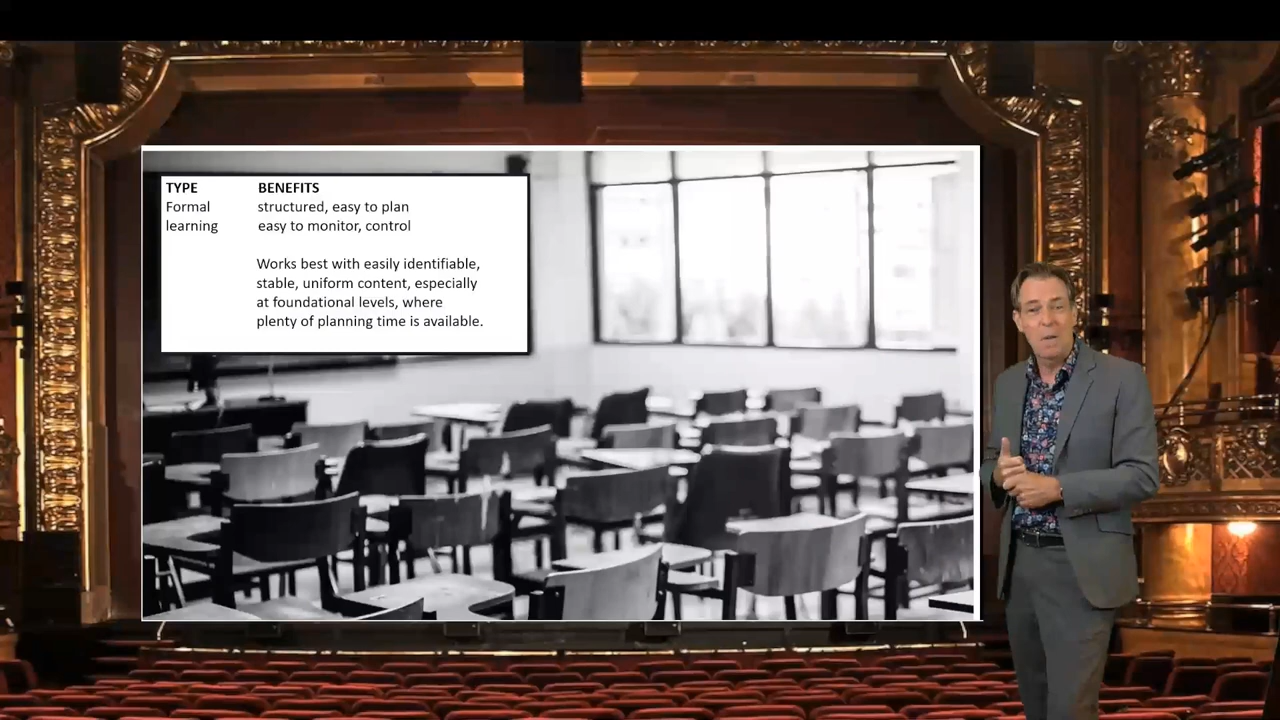 TYPE BENEFITS
Formal structured, easy to plan
learning easy to monitor, control
Works best with easily identifiable,
stable, uniform content, especially
at foundational levels, where
plenty of planning time is available.